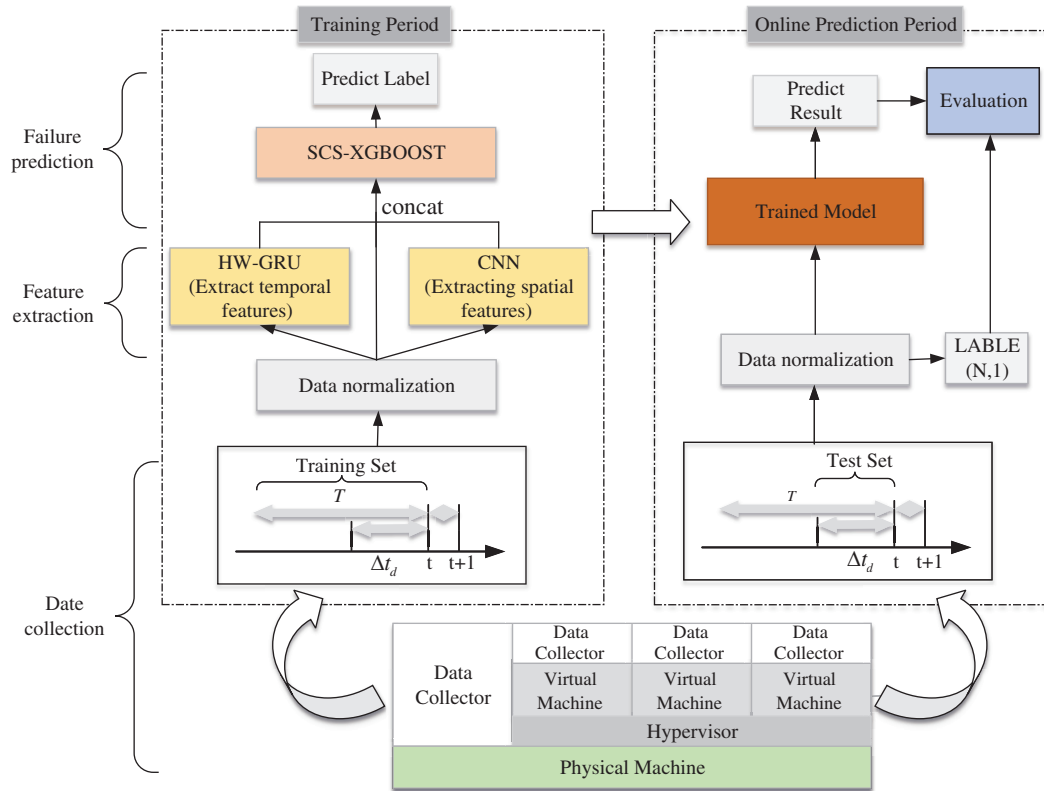 Training Period
Online Prediction Period
Failure
prediction
Feature
extraction
Date
collection
Predict Label
SCS-XGBOOST
concat
HW-GRU
(Extract temporal
features)
CNN
(Extracting spatial
features)
Data normalization
Training Set
T
Δt_d
t
t+1
Predict
Result
Evaluation
Trained Model
Data normalization
LABLE
(N,1)
Test Set
T
Δt_d
t
t+1
Data
Collector
Data
Collector
Data
Collector
Data
Collector
Virtual
Machine
Virtual
Machine
Virtual
Machine
Hypervisor
Physical Machine